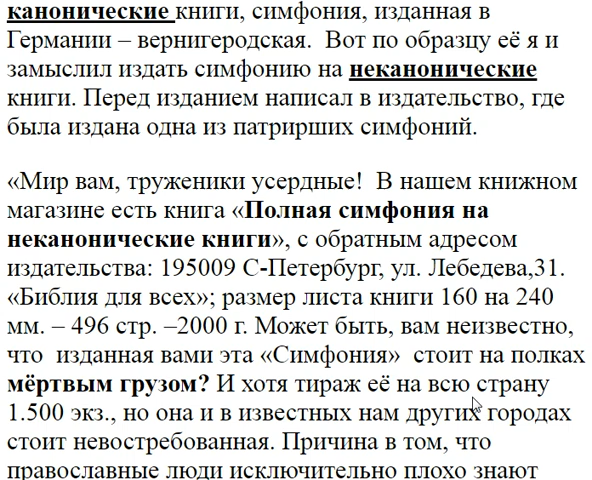 канонические книги, симфония, изданная в
Германии – вернигеродская. Вот по образцу её я и
замыслил издать симфонию на неканонические
книги. Перед изданием написал в издательство, где
была издана одна из патрирших симфоний.
«Мир вам, труженики усердные! В нашем книжном
магазине есть книга «Полная симфония на
неканонические книги», с обратным адресом
издательства: 195009 С-Петербург, ул. Лебедева,31.
«Библия для всех»; размер листа книги 160 на 240
мм. – 496 стр. –2000 г. Может быть, вам неизвестно,
что изданная вами эта «Симфония» стоит на полках
мёртвым грузом? И хотя тираж её на всю страну
1.500 экз., но она и в известных нам других городах
стоит невостребованная. Причина в том, что
православные люди исключительно плохо знают